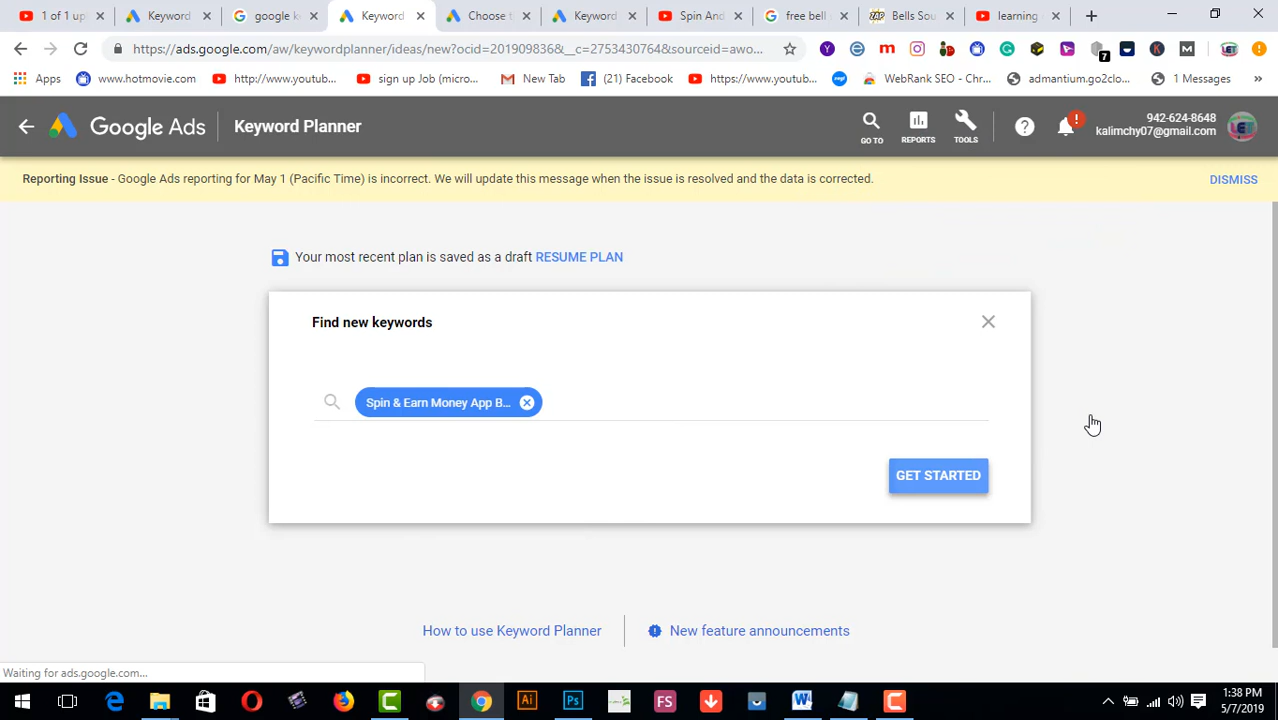 1 of 1 up
Keyword
google k
Keyword
Choose t
Keyword
Spin And
free bell
ZAP
Bells Sou
learning
https://ads.google.com/aw/keywordplanner/ideas/new?ocid=201909836&__c=2753430764&sourceid=awo...
7
Apps
www.hotmovie.com
http://www.youtub...
sign up Job (micro...
New Tab
(21) Facebook
https://www.youtub...
WebRank SEO - Chr...
admantium.go2clo...
1 Messages
»
Google Ads
Keyword Planner
GO TO
REPORTS
TOOLS
942-624-8648
kalimchy07@gmail.com
Reporting Issue - Google Ads reporting for May 1 (Pacific Time) is incorrect. We will update this message when the issue is resolved and the data is corrected.
DISMISS
Your most recent plan is saved as a draft RESUME PLAN
Find new keywords
Spin & Earn Money App B...
GET STARTED
How to use Keyword Planner
New feature announcements
Waiting for ads.google.com...
1:38 PM
5/7/2019